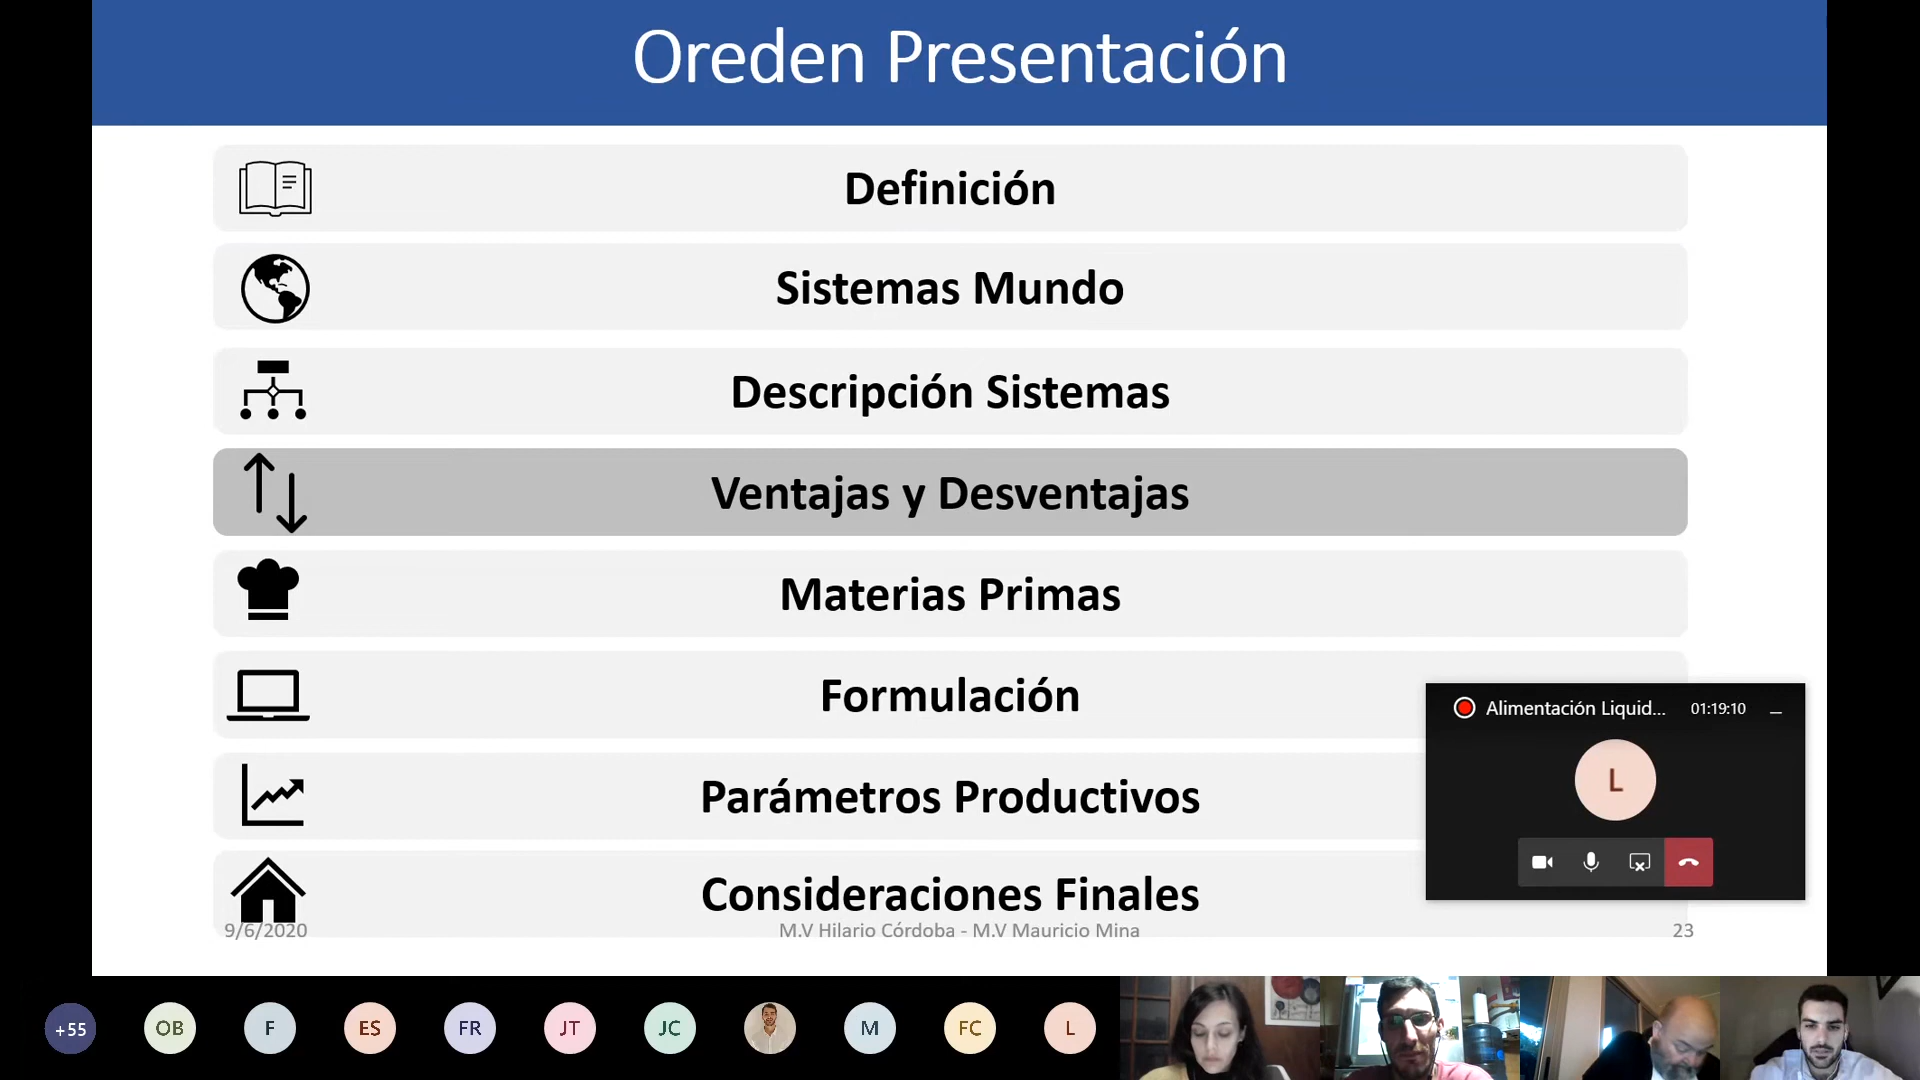 Oreden Presentación
Definición
Sistemas Mundo
Descripción Sistemas
Ventajas y Desventajas
Materias Primas
Formulación
Parámetros Productivos
Consideraciones Finales
9/6/2020
M.V Hilario Córdoba - M.V Mauricio Mina
23
Alimentación Liquid...
01:19:10
L
+55
OB
F
ES
FR
JT
JC
M
FC
L